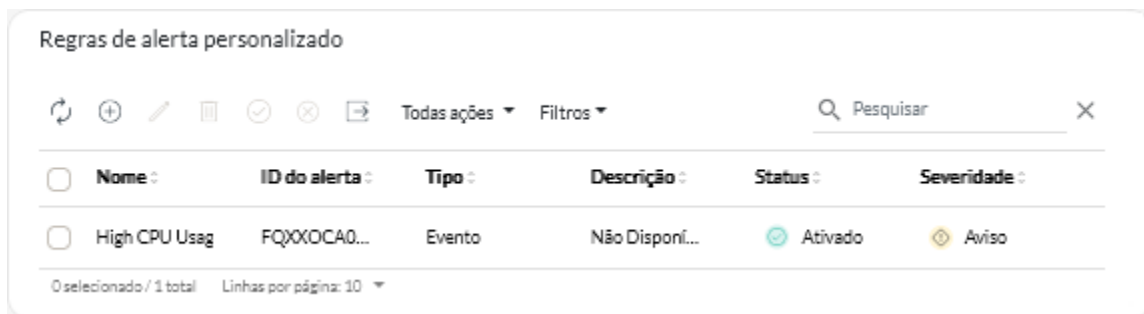 Regras de alerta personalizado
Todas ações Filtros Pesquisar
Nome ID do alerta Tipo Descrição Status Severidade
High CPU Usag FQXXOCA0... Evento Não Disponí... Ativado Aviso
0 selecionado / 1 total Linhas por página: 10